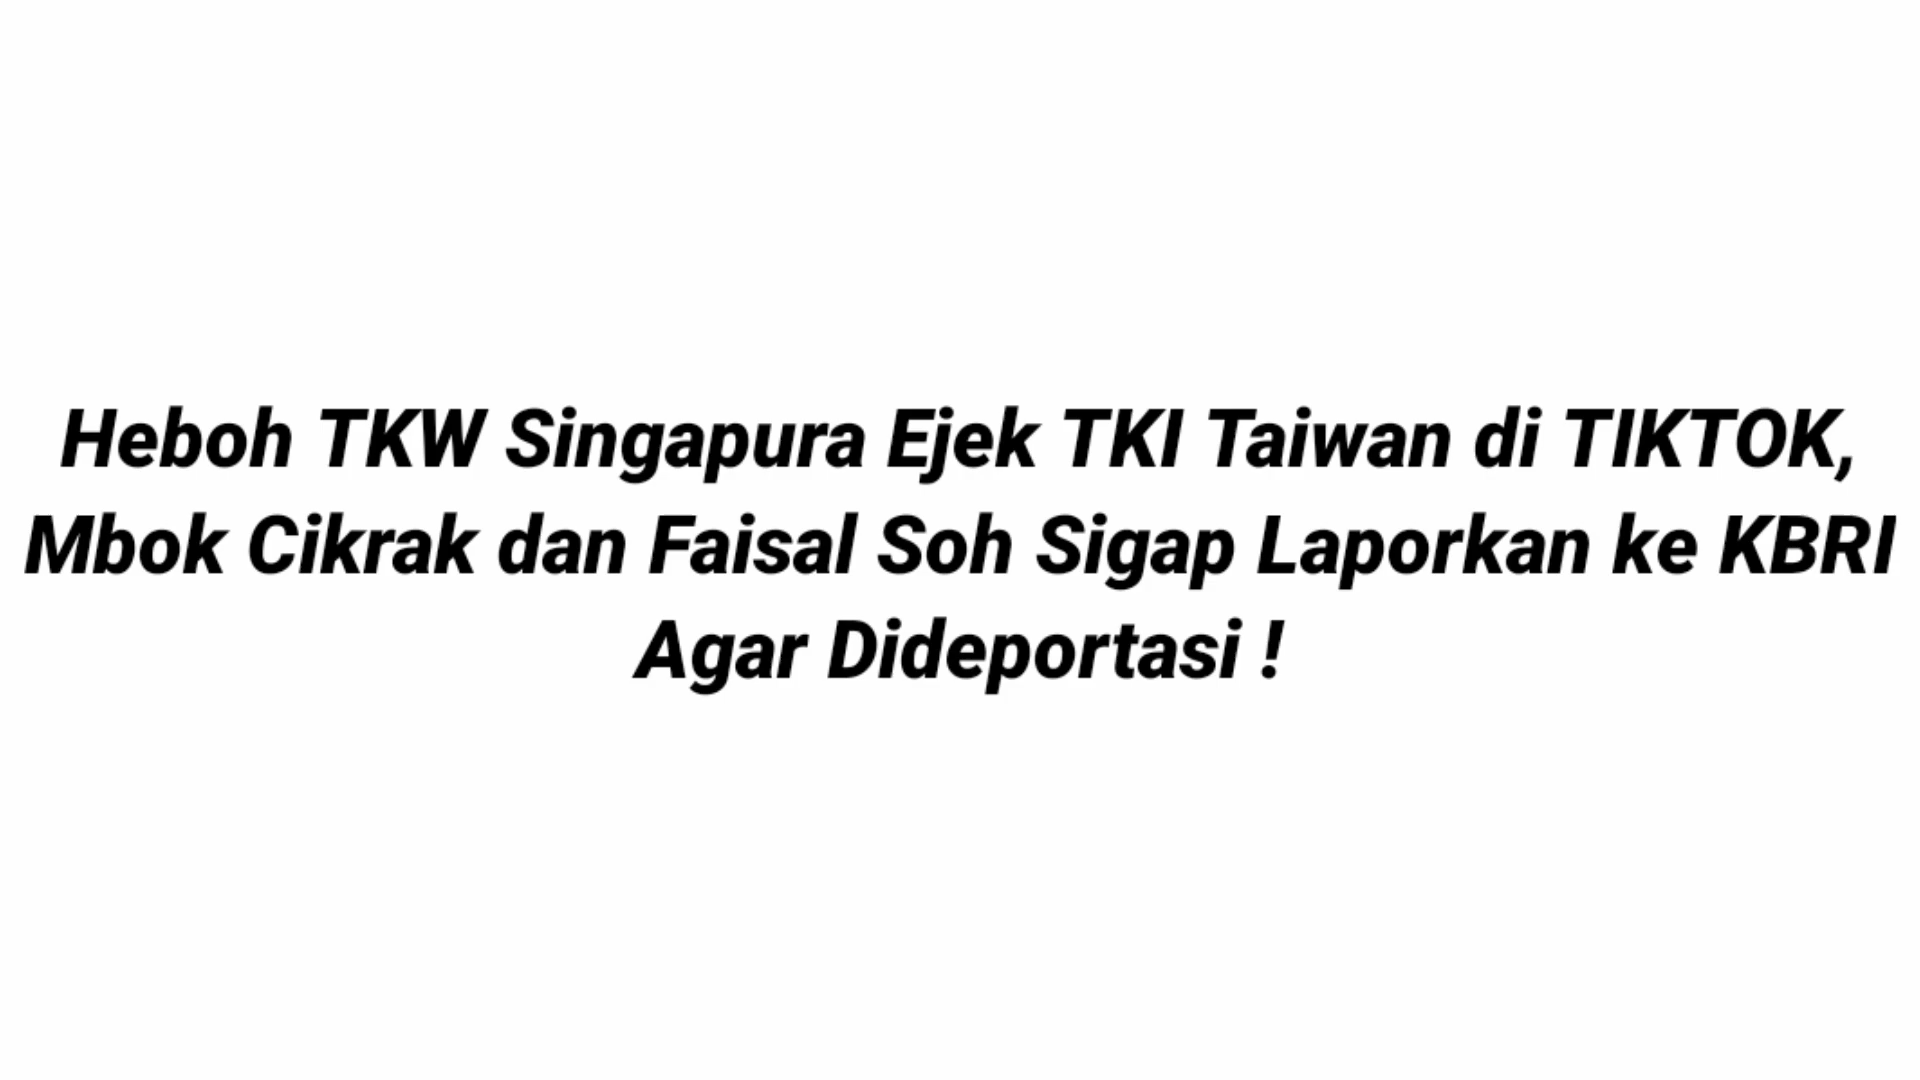 Heboh TKW Singapura Ejek TKI Taiwan di TIKTOK,
Mbok Cikrak dan Faisal Soh Sigap Laporkan ke KBRI
Agar Dideportasi !